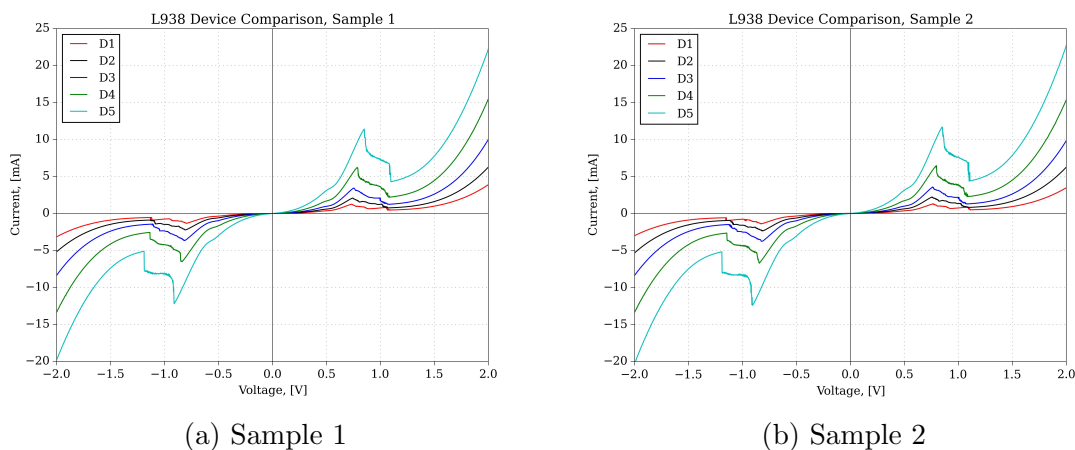 L938 Device Comparison, Sample 1
25
20
15
10
5
0
−5
−10
−15
−20
Current, [mA]
D1
D2
D3
D4
D5
−2.0 −1.5 −1.0 −0.5 0.0 0.5 1.0 1.5 2.0
Voltage, [V]
(a) Sample 1
L938 Device Comparison, Sample 2
25
20
15
10
5
0
−5
−10
−15
−20
Current, [mA]
D1
D2
D3
D4
D5
−2.0 −1.5 −1.0 −0.5 0.0 0.5 1.0 1.5 2.0
Voltage, [V]
(b) Sample 2